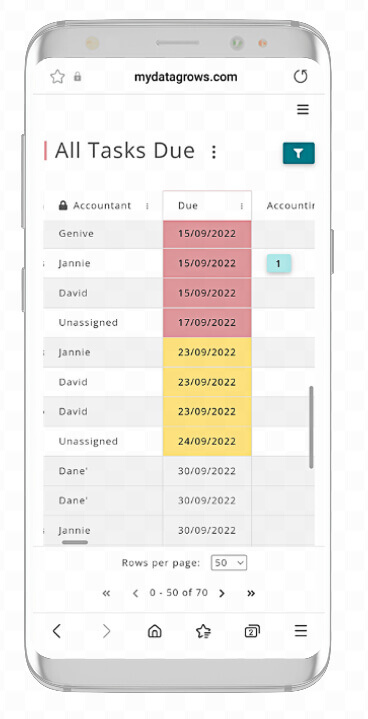 mydatagrows.com
All Tasks Due
Accountant Due
Genive 15/09/2022
Jannie 15/09/2022 1
David 15/09/2022
Unassigned 17/09/2022
Jannie 23/09/2022
David 23/09/2022
David 23/09/2022
Unassigned 24/09/2022
Dane' 30/09/2022
Dane' 30/09/2022
Jannie 30/09/2022
Rows per page: 50
0 - 50 of 70
2